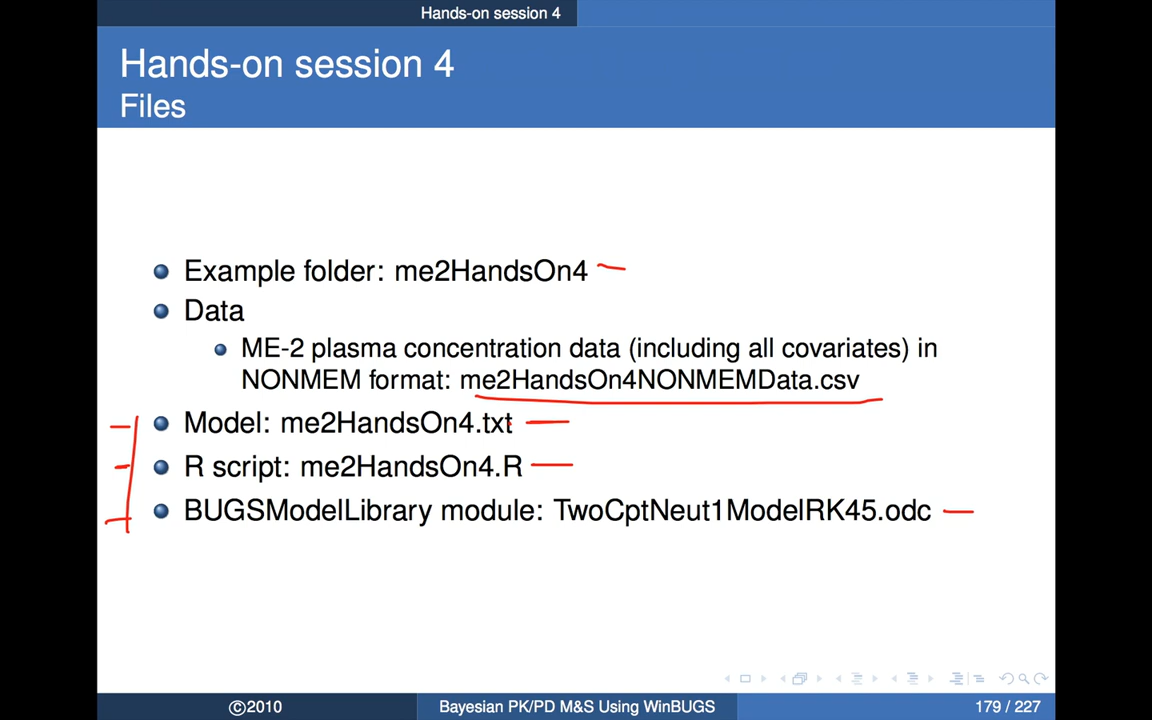 Hands-on session 4
Hands-on session 4
Files
Example folder: me2HandsOn4
Data
ME-2 plasma concentration data (including all covariates) in
NONMEM format: me2HandsOn4NONMEMData.csv
Model: me2HandsOn4.txt
R script: me2HandsOn4.R
BUGSModelLibrary module: TwoCptNeut1ModelRK45.odc
©2010
Bayesian PK/PD M&S Using WinBUGS
179 / 227